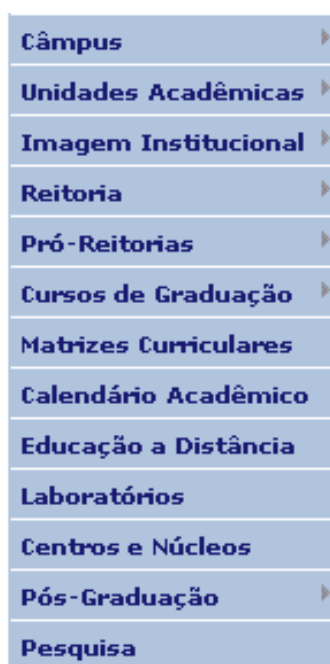 Câmpus
Unidades Acadêmicas
Imagem Institucional
Reitoria
Pró-Reitorias
Cursos de Graduação
Matrizes Curriculares
Calendário Acadêmico
Educação a Distância
Laboratórios
Centros e Núcleos
Pós-Graduação
Pesquisa